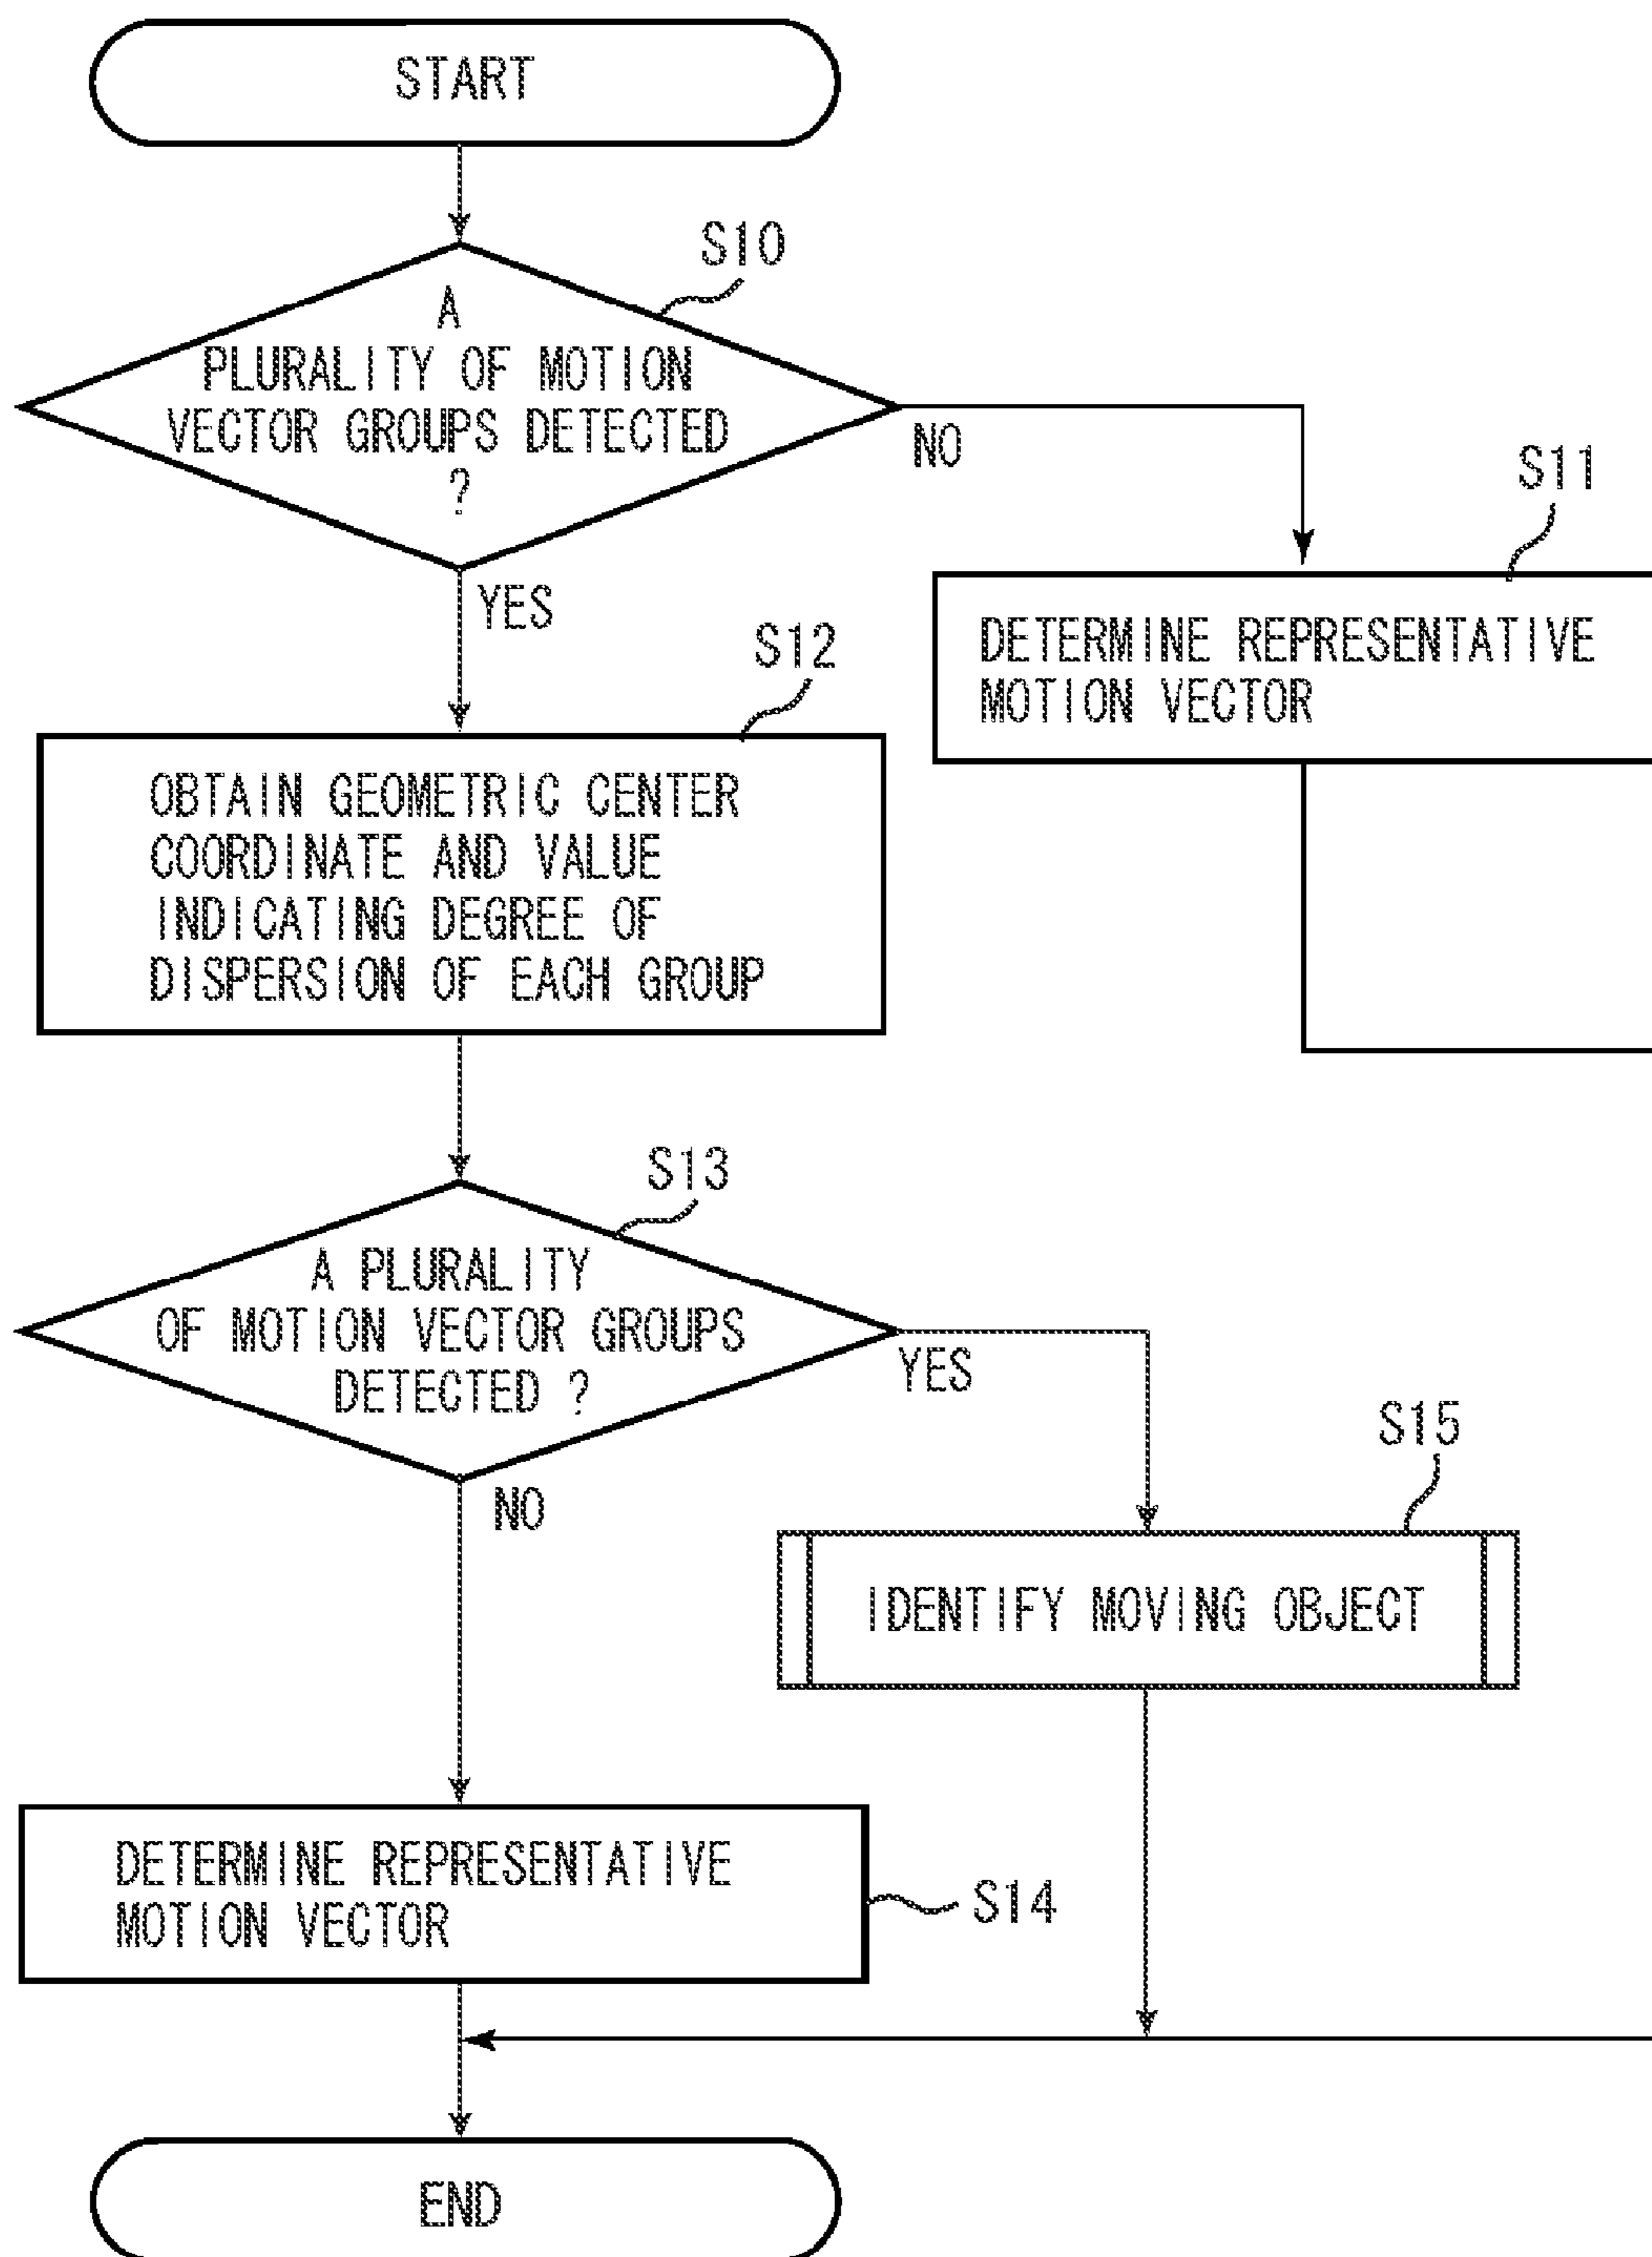 START
S10
A
PLURALITY OF MOTION
VECTOR GROUPS DETECTED
?
NO
YES
S11
DETERMINE REPRESENTATIVE
MOTION VECTOR
S12
OBTAIN GEOMETRIC CENTER
COORDINATE AND VALUE
INDICATING DEGREE OF
DISPERSION OF EACH GROUP
S13
A PLURALITY
OF MOTION VECTOR GROUPS
DETECTED ?
YES
NO
S15
IDENTIFY MOVING OBJECT
DETERMINE REPRESENTATIVE
MOTION VECTOR
S14
END